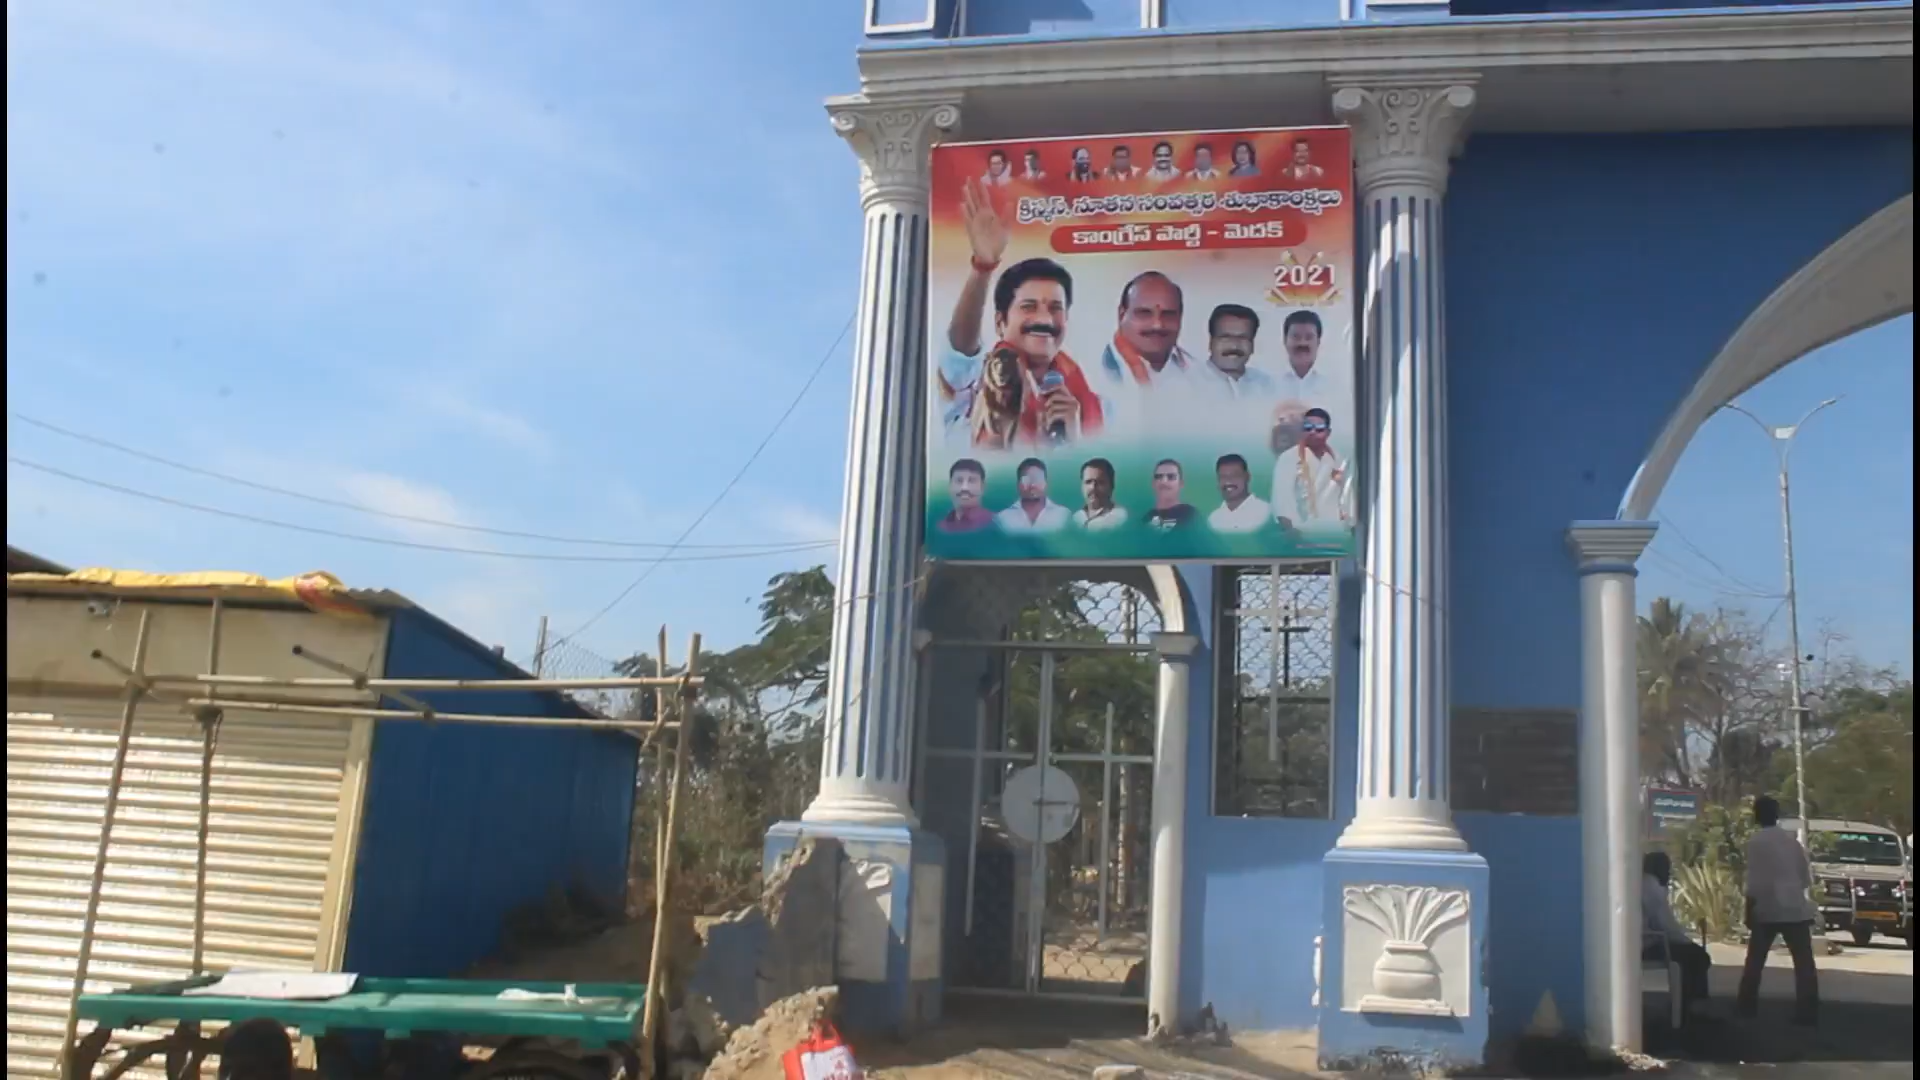 క్రిస్మస్, నూతన సంవత్సర శుభాకాంక్షలు
కాంగ్రేస్ పార్టీ - మెదక్
2021